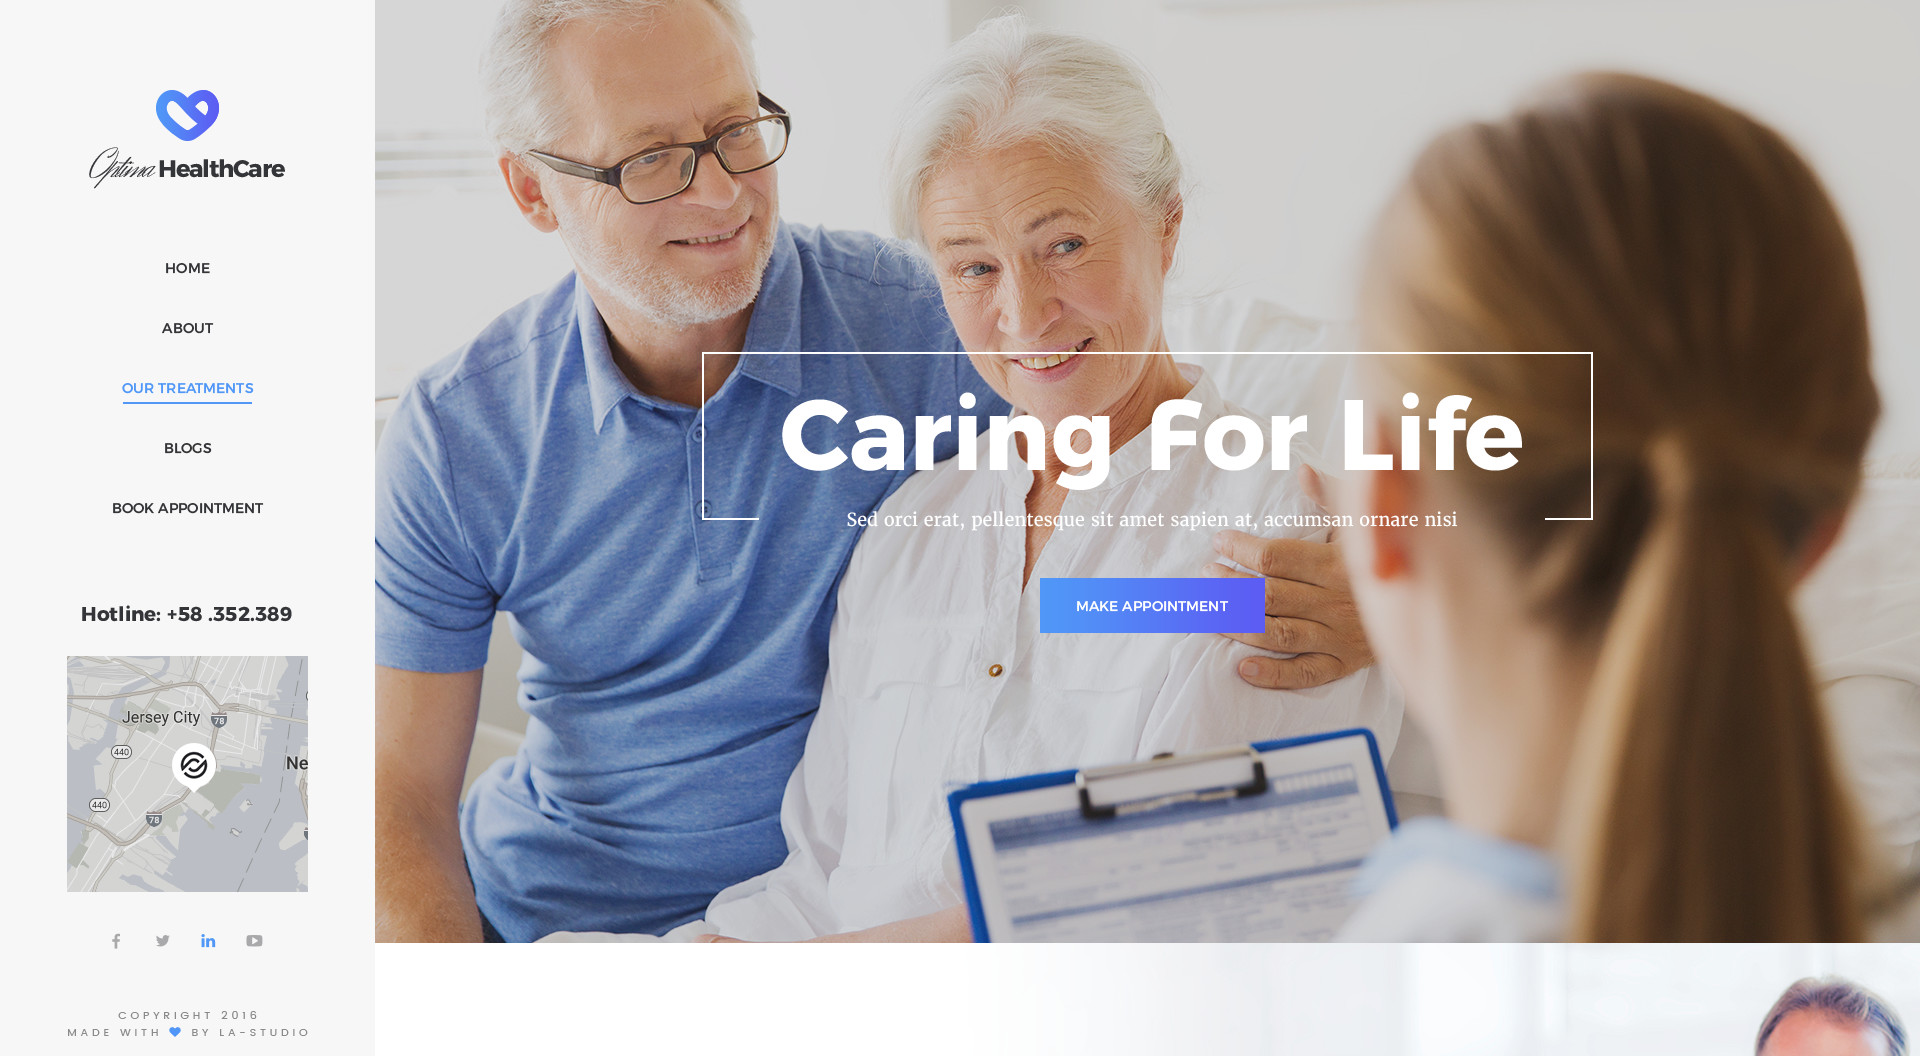 Optima HealthCare
HOME
ABOUT
OUR TREATMENTS
BLOGS
BOOK APPOINTMENT
Hotline: +58 .352.389
Jersey City
78
440
Ne
440
78
COPYRIGHT 2016
MADE WITH BY LA-STUDIO
Caring For Life
Sed orci erat, pellentesque sit amet sapien at, accumsan ornare nisi
MAKE APPOINTMENT